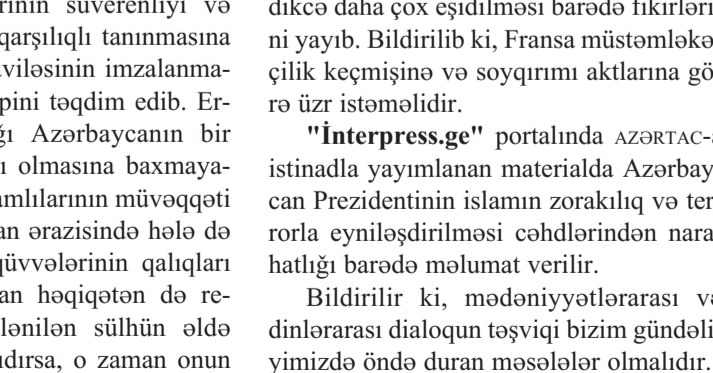 rinin suverenliyi və
qarşılıqlı tanınmasına
aviləsinin imzalanma-
pini təqdim edib. Er-
ğı Azərbaycanın bir
ı olmasına baxmaya-
amlılarının müvəqqəti
an ərazisində hələ də
qüvvələrinin qalıqları
an həqiqətən də re-
lənilən sülhün əldə
ıdırsa, o zaman onun
dikcə daha çox eşidilməsi barədə fikirləri
ni yayıb. Bildirilib ki, Fransa müstəmləkə
çilik keçmişinə və soyqırımı aktlarına gö
rə üzr istəməlidir.
"İnterpress.ge" portalında AZƏRTAC-a
istinadla yayımlanan materialda Azərbay
can Prezidentinin islamın zorakılıq və ter
rorla eyniləşdirilməsi cəhdlərindən nara
hatlığı barədə məlumat verilir.
Bildirilir ki, mədəniyyətlərarası və
dinlərarası dialoqun təşviqi bizim gündəli
yimizdə öndə duran məsələlər olmalıdır.